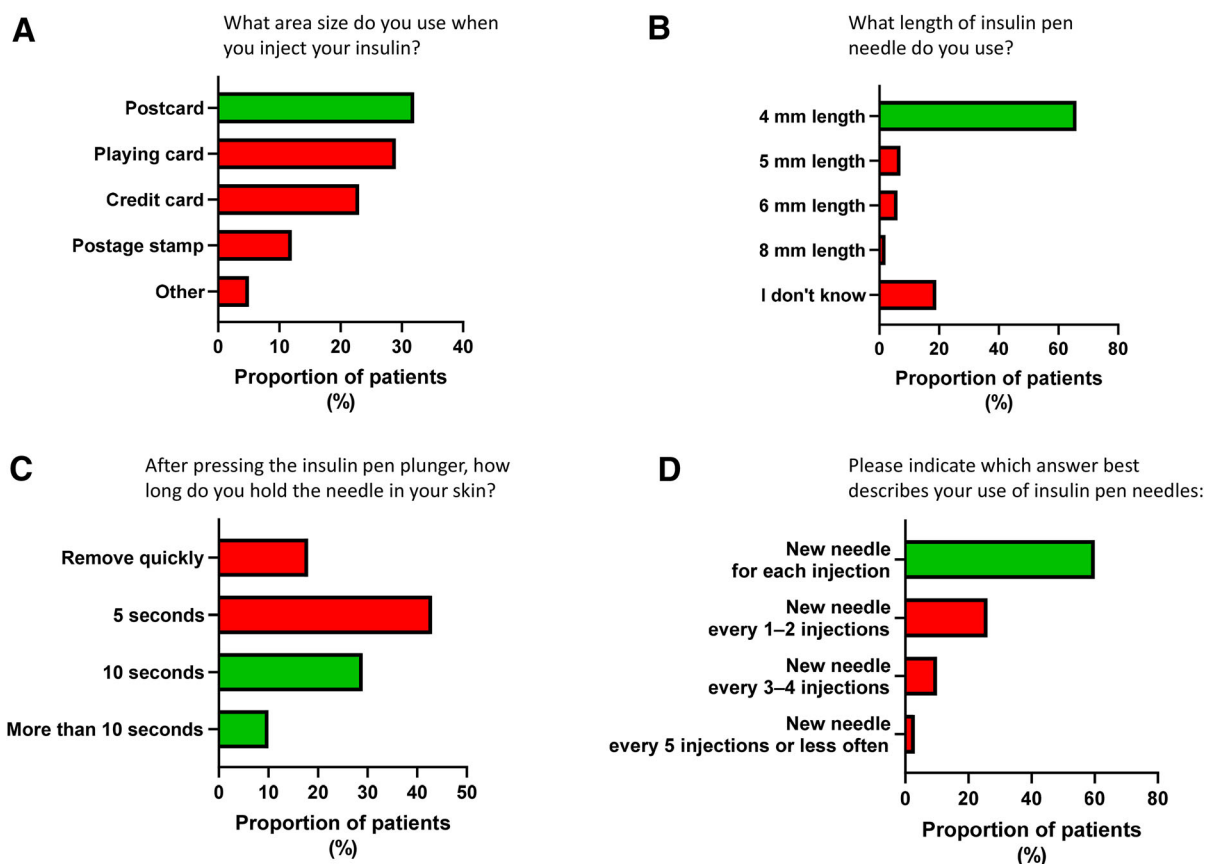 A
What area size do you use when
you inject your insulin?
Postcard
Playing card
Credit card
Postage stamp
Other
0 10 20 30 40
Proportion of patients
(%)
B
What length of insulin pen
needle do you use?
4 mm length
5 mm length
6 mm length
8 mm length
I don't know
0 20 40 60 80
Proportion of patients
(%)
C
After pressing the insulin pen plunger, how
long do you hold the needle in your skin?
Remove quickly
5 seconds
10 seconds
More than 10 seconds
0 10 20 30 40 50
Proportion of patients
(%)
D
Please indicate which answer best
describes your use of insulin pen needles:
New needle
for each injection
New needle
every 1–2 injections
New needle
every 3–4 injections
New needle
every 5 injections or less often
0 20 40 60 80
Proportion of patients
(%)